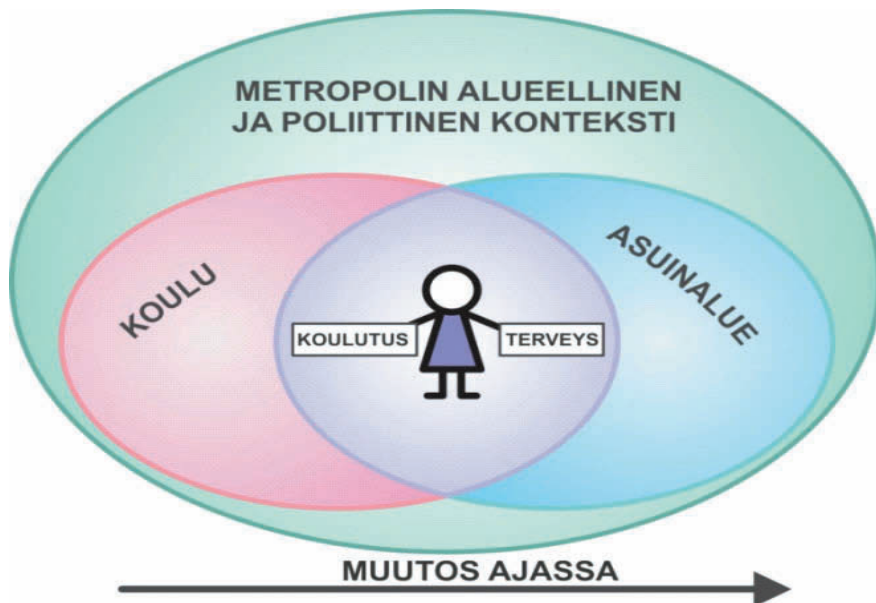 METROPOLIN ALUEELLINEN
JA POLIITTINEN KONTEKSTI
KOULU
ASUINALUE
KOULUTUS
TERVEYS
MUUTOS AJASSA